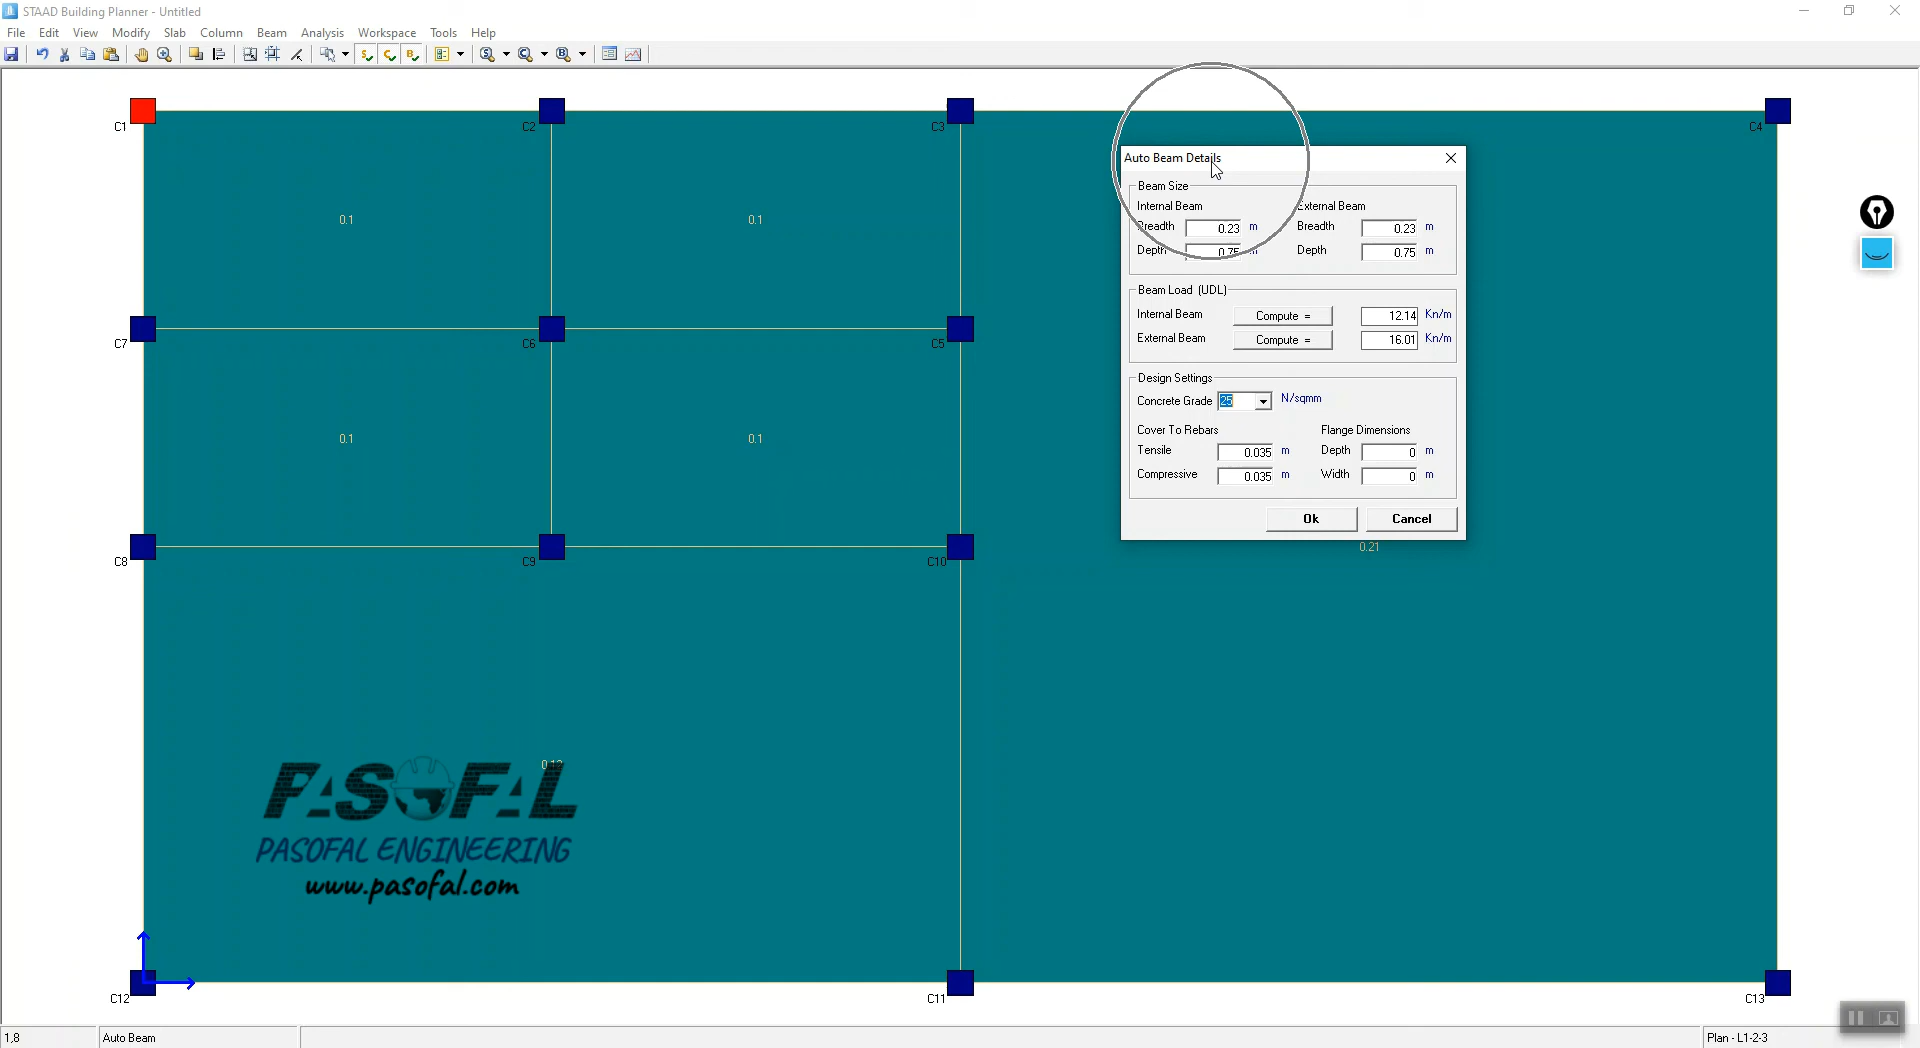 STAAD Building Planner - Untitled
File Edit View Modify Slab Column Beam Analysis Workspace Tools Help
C1 C2 C3 C4
0.1 0.1
C7 C6 C5
0.1 0.1
C8 C9 C10
0.21
0.12
C12 C11 C13
Auto Beam Details
Beam Size
Internal Beam External Beam
Breadth 0.23 m Breadth 0.23 m
Depth 0.75 m Depth 0.75 m
Beam Load (UDL)
Internal Beam Compute = 12.14 Kn/m
External Beam Compute = 16.01 Kn/m
Design Settings
Concrete Grade 25 N/sqmm
Cover To Rebars Flange Dimensions
Tensile 0.035 m Depth 0 m
Compressive 0.035 m Width 0 m
Ok Cancel
PASOFAL
PASOFAL ENGINEERING
www.pasofal.com
1,8 Auto Beam Plan - L1-2-3